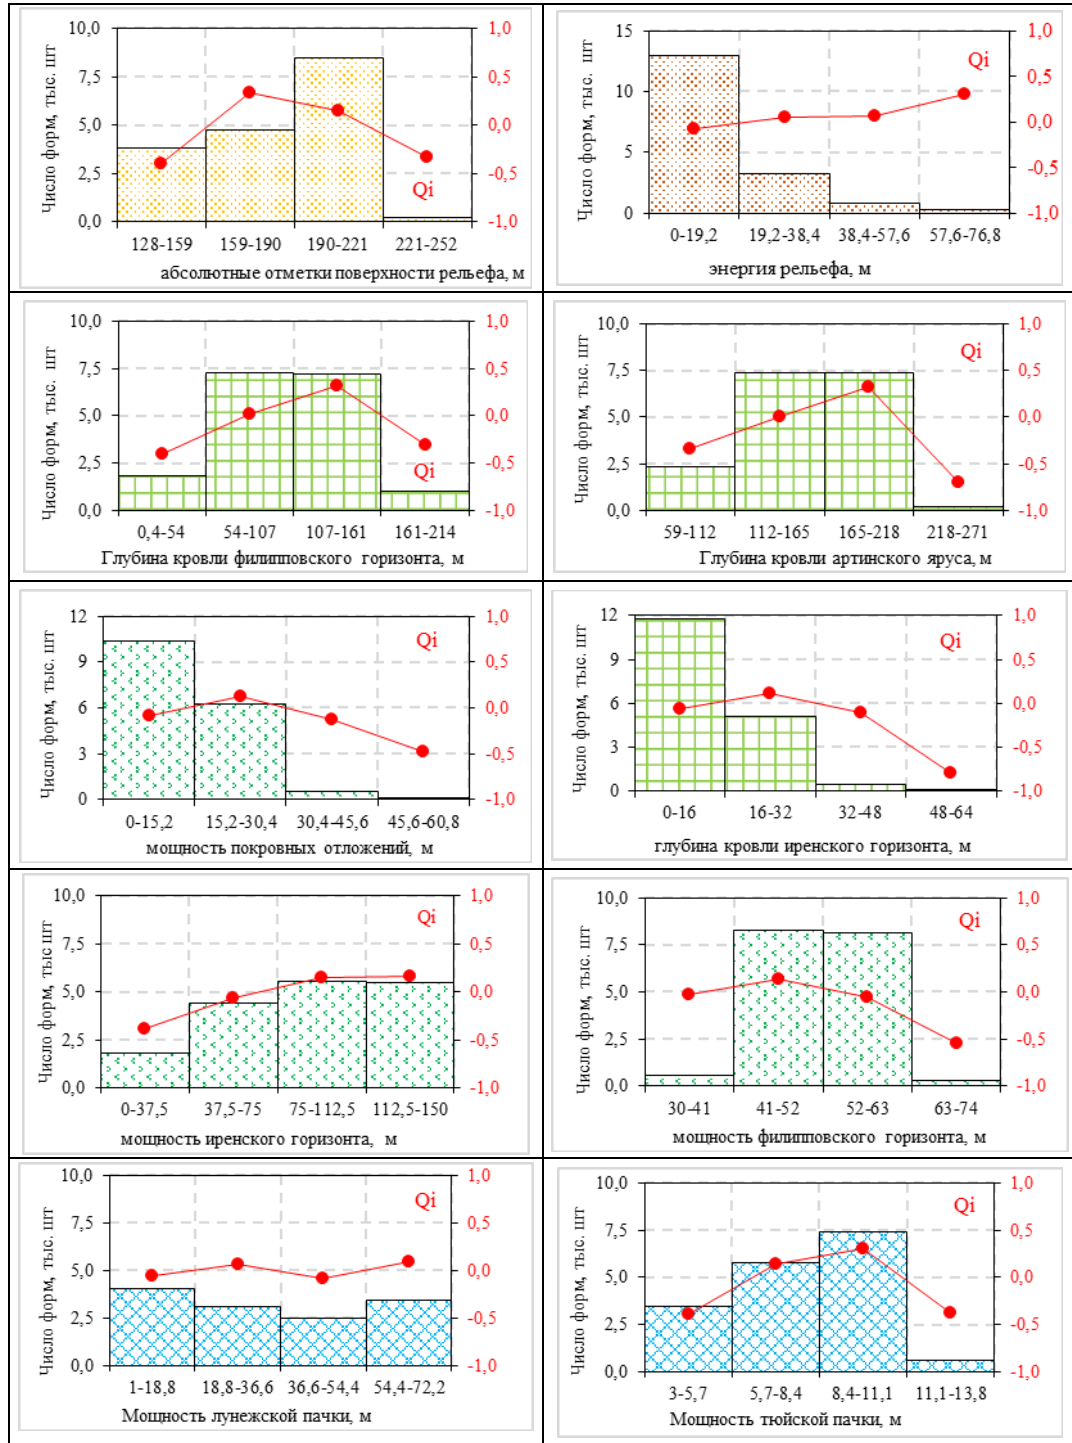 Число форм, тыс. шт
10,0
7,5
5,0
2,5
0,0
1,0
0,5
0,0
-0,5
-1,0
Qi
128-159 159-190 190-221 221-252
абсолютные отметки поверхности рельефа, м
Число форм, тыс. шт
15
10
5
0
1,0
0,5
0,0
-0,5
-1,0
Qi
0-19,2 19,2-38,4 38,4-57,6 57,6-76,8
энергия рельефа, м
Число форм, тыс. шт
10,0
7,5
5,0
2,5
0,0
1,0
0,5
0,0
-0,5
-1,0
Qi
0,4-54 54-107 107-161 161-214
Глубина кровли филипповского горизонта, м
Число форм, тыс. шт
10,0
7,5
5,0
2,5
0,0
1,0
0,5
0,0
-0,5
-1,0
Qi
59-112 112-165 165-218 218-271
Глубина кровли артинского яруса, м
Число форм, тыс. шт
12
9
6
3
0
1,0
0,5
0,0
-0,5
-1,0
Qi
0-15,2 15,2-30,4 30,4-45,6 45,6-60,8
мощность покровных отложений, м
Число форм, тыс. шт
12
9
6
3
0
1,0
0,5
0,0
-0,5
-1,0
Qi
0-16 16-32 32-48 48-64
глубина кровли иренского горизонта, м
Число форм, тыс шт
10,0
7,5
5,0
2,5
0,0
1,0
0,5
0,0
-0,5
-1,0
Qi
0-37,5 37,5-75 75-112,5 112,5-150
мощность иренского горизонта, м
Число форм, тыс. шт
10,0
7,5
5,0
2,5
0,0
1,0
0,5
0,0
-0,5
-1,0
Qi
30-41 41-52 52-63 63-74
мощность филипповского горизонта, м
Число форм, тыс. шт
10,0
7,5
5,0
2,5
0,0
1,0
0,5
0,0
-0,5
-1,0
Qi
1-18,8 18,8-36,6 36,6-54,4 54,4-72,2
Мощность лунежской пачки, м
Число форм, тыс. шт
10,0
7,5
5,0
2,5
0,0
1,0
0,5
0,0
-0,5
-1,0
Qi
3-5,7 5,7-8,4 8,4-11,1 11,1-13,8
Мощность тюйской пачки, м